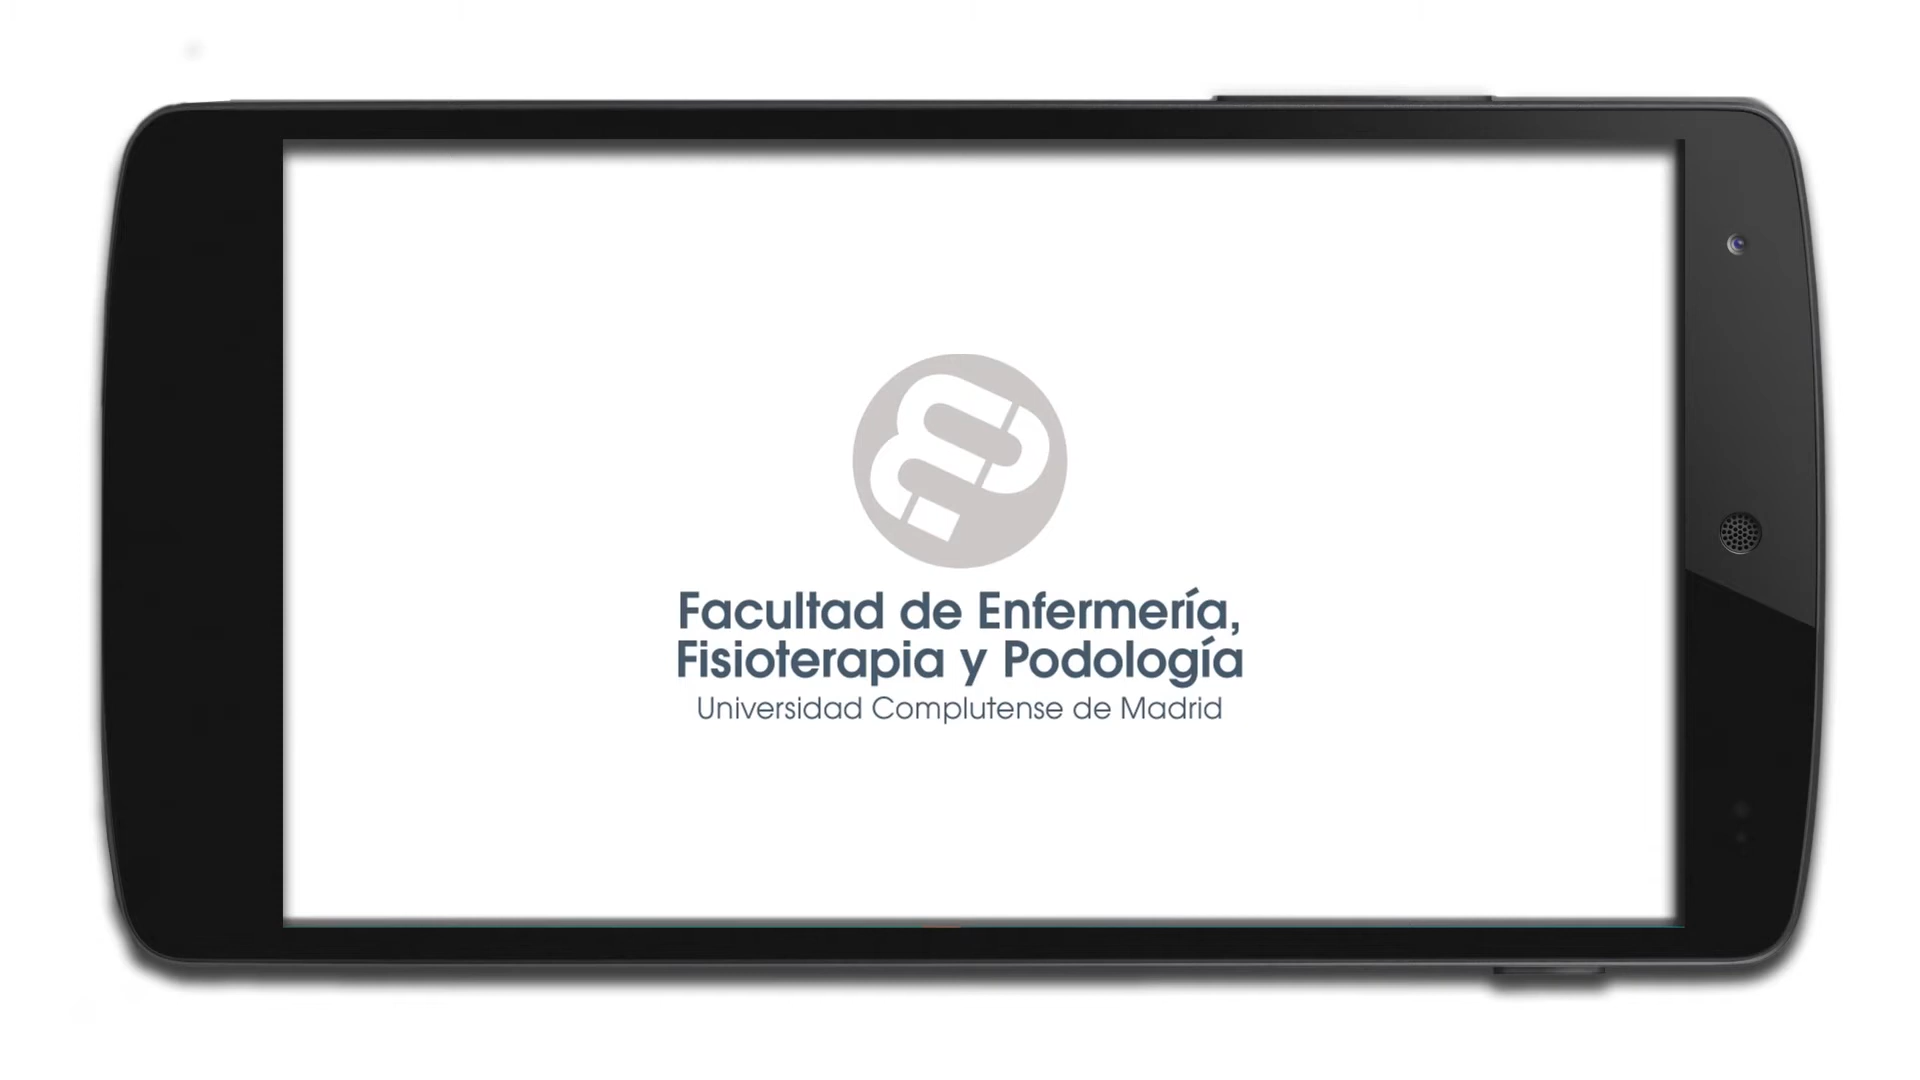 Facultad de Enfermería,
Fisioterapia y Podología
Universidad Complutense de Madrid